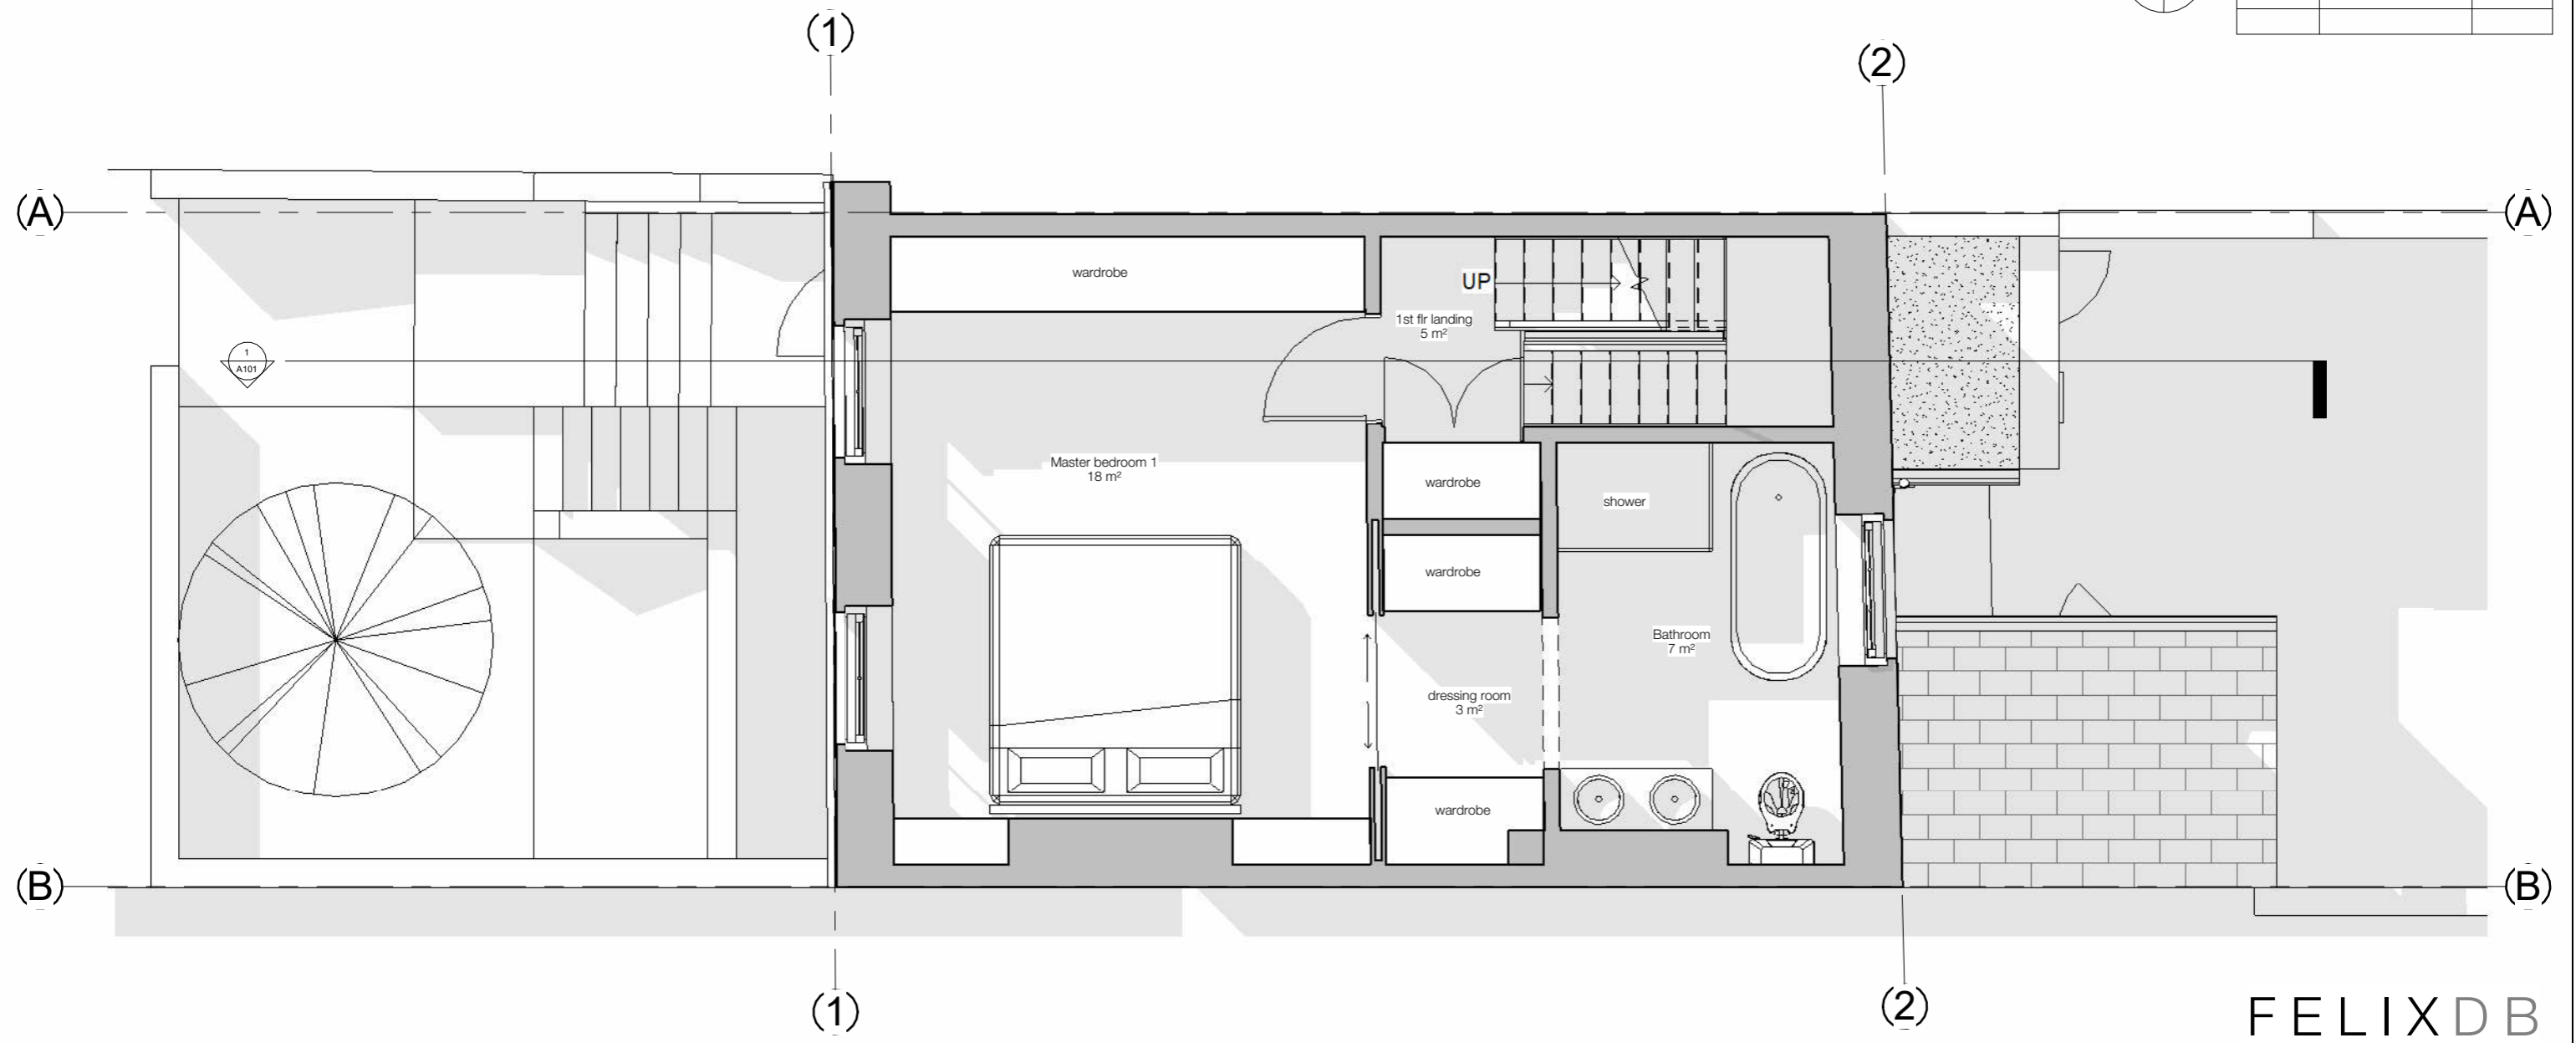 (1)
(2)
(A)
(A)
wardrobe
UP
1st flr landing
5 m²
1
A101
Master bedroom 1
18 m²
wardrobe
shower
wardrobe
Bathroom
7 m²
dressing room
3 m²
wardrobe
(B)
(B)
(1)
(2)
FELIXDB